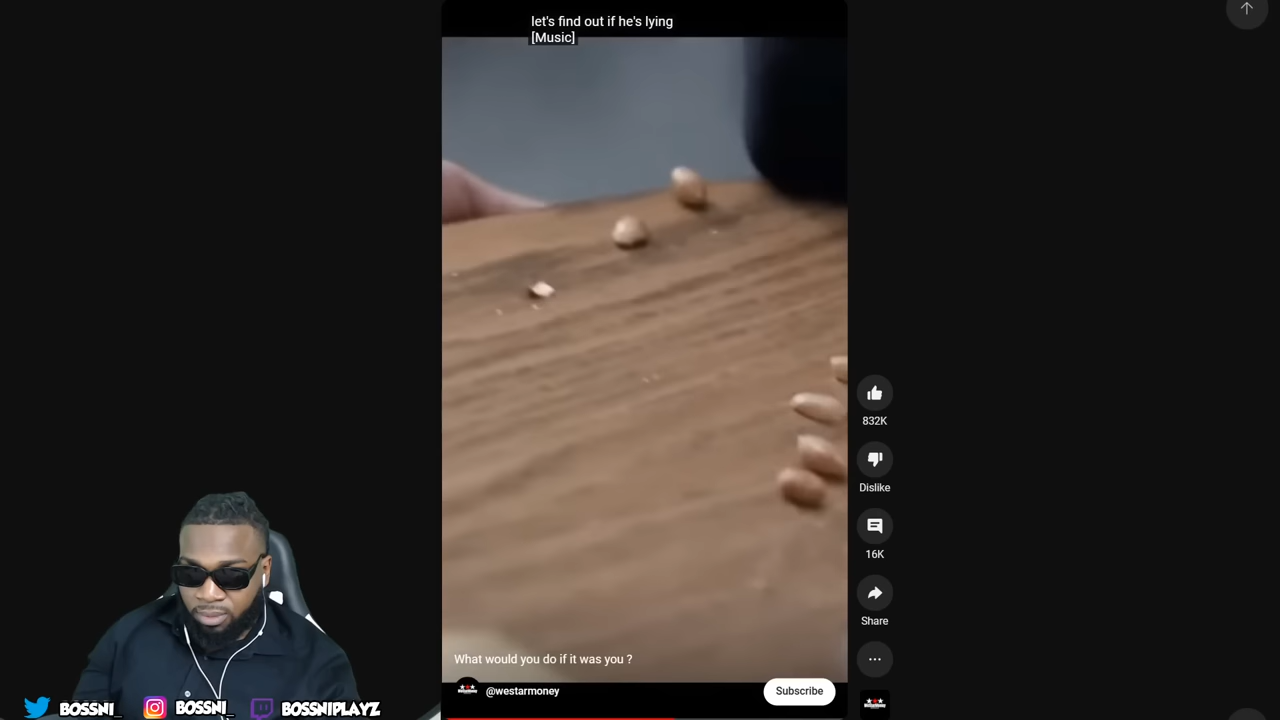 let's find out if he's lying
[Music]
832K
Dislike
16K
Share
What would you do if it was you ?
@westarmoney
Subscribe
BOSSNI_
BOSSNI_
BOSSNIPLAYZ